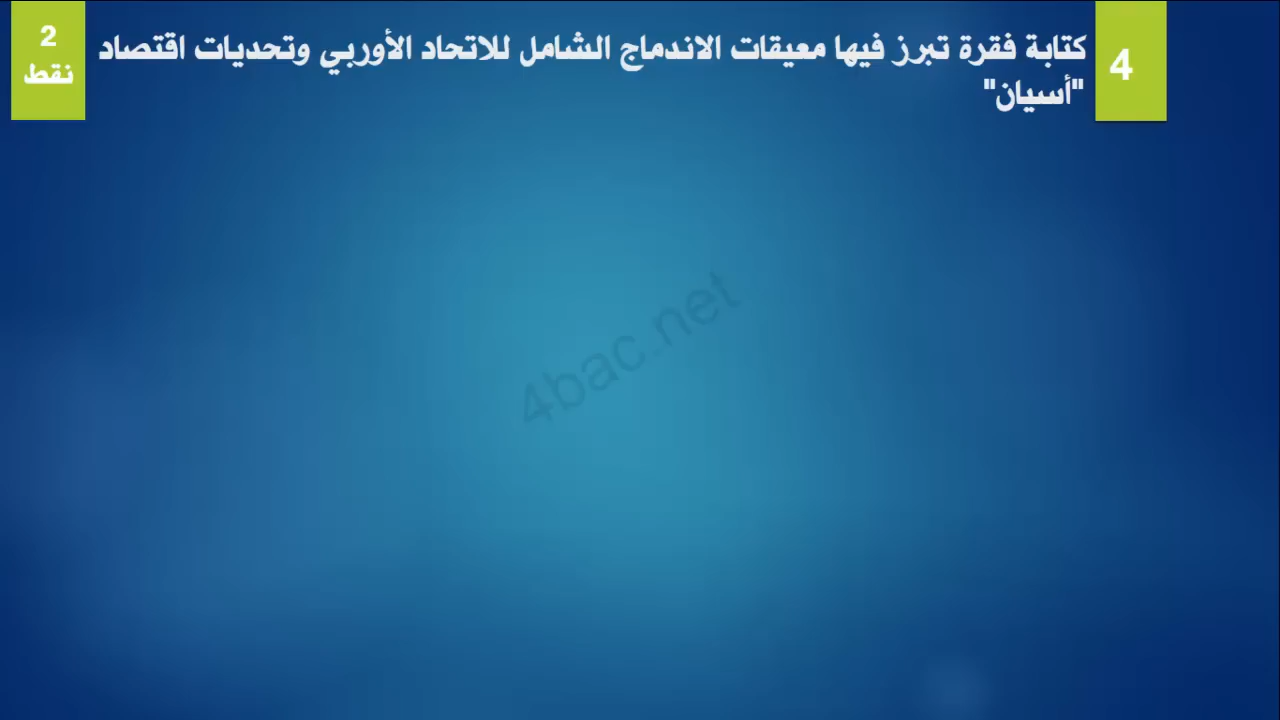 4
كتابة فقرة تبرز فيها معيقات الاندماج الشامل للاتحاد الأوربي وتحديات اقتصاد
"أسيان"
2
نقط
4bac.net